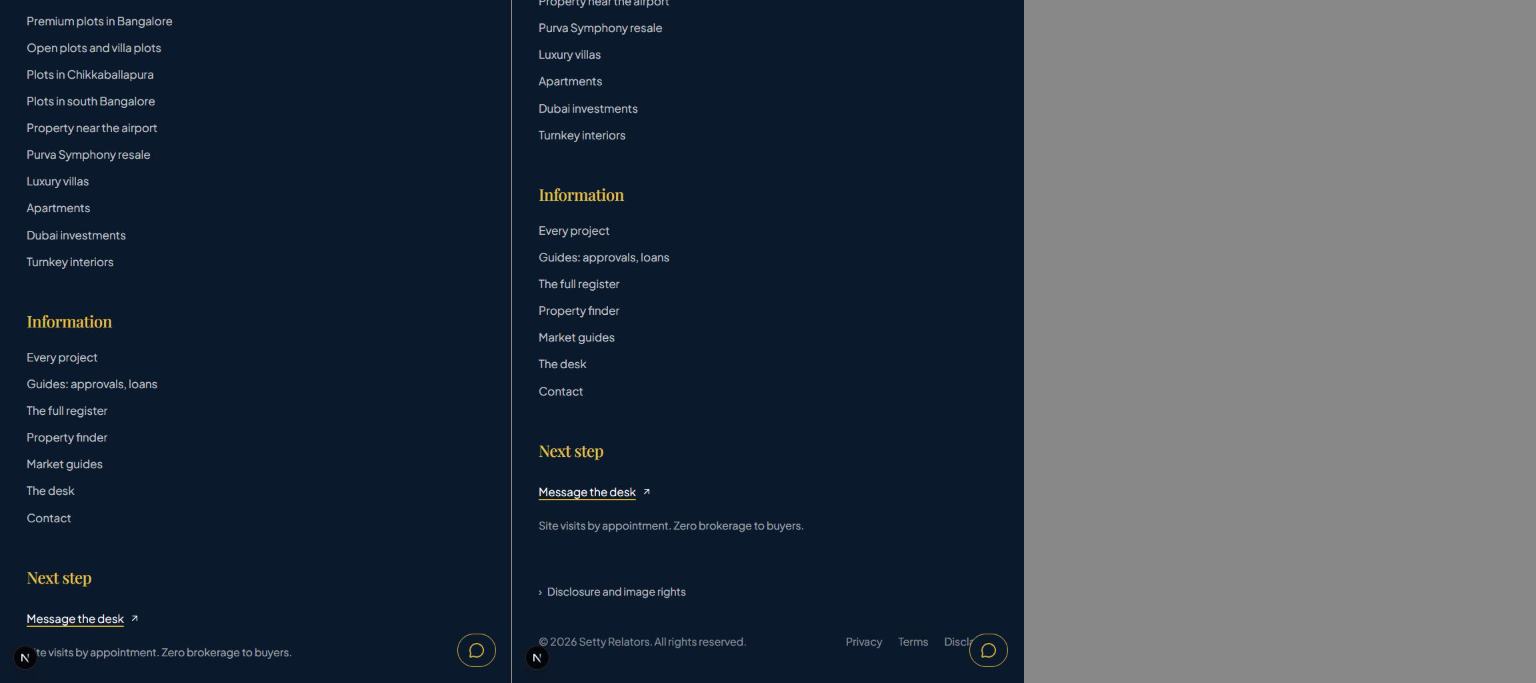 Premium plots in Bangalore
Open plots and villa plots
Plots in Chikkaballapura
Plots in south Bangalore
Property near the airport
Purva Symphony resale
Luxury villas
Apartments
Dubai investments
Turnkey interiors
Information
Every project
Guides: approvals, loans
The full register
Property finder
Market guides
The desk
Contact
Next step
Message the desk ↗
visits by appointment. Zero brokerage to buyers.
N
Property near the airport
Purva Symphony resale
Luxury villas
Apartments
Dubai investments
Turnkey interiors
Information
Every project
Guides: approvals, loans
The full register
Property finder
Market guides
The desk
Contact
Next step
Message the desk ↗
Site visits by appointment. Zero brokerage to buyers.
› Disclosure and image rights
© 2026 Setty Relators. All rights reserved. Privacy Terms
N